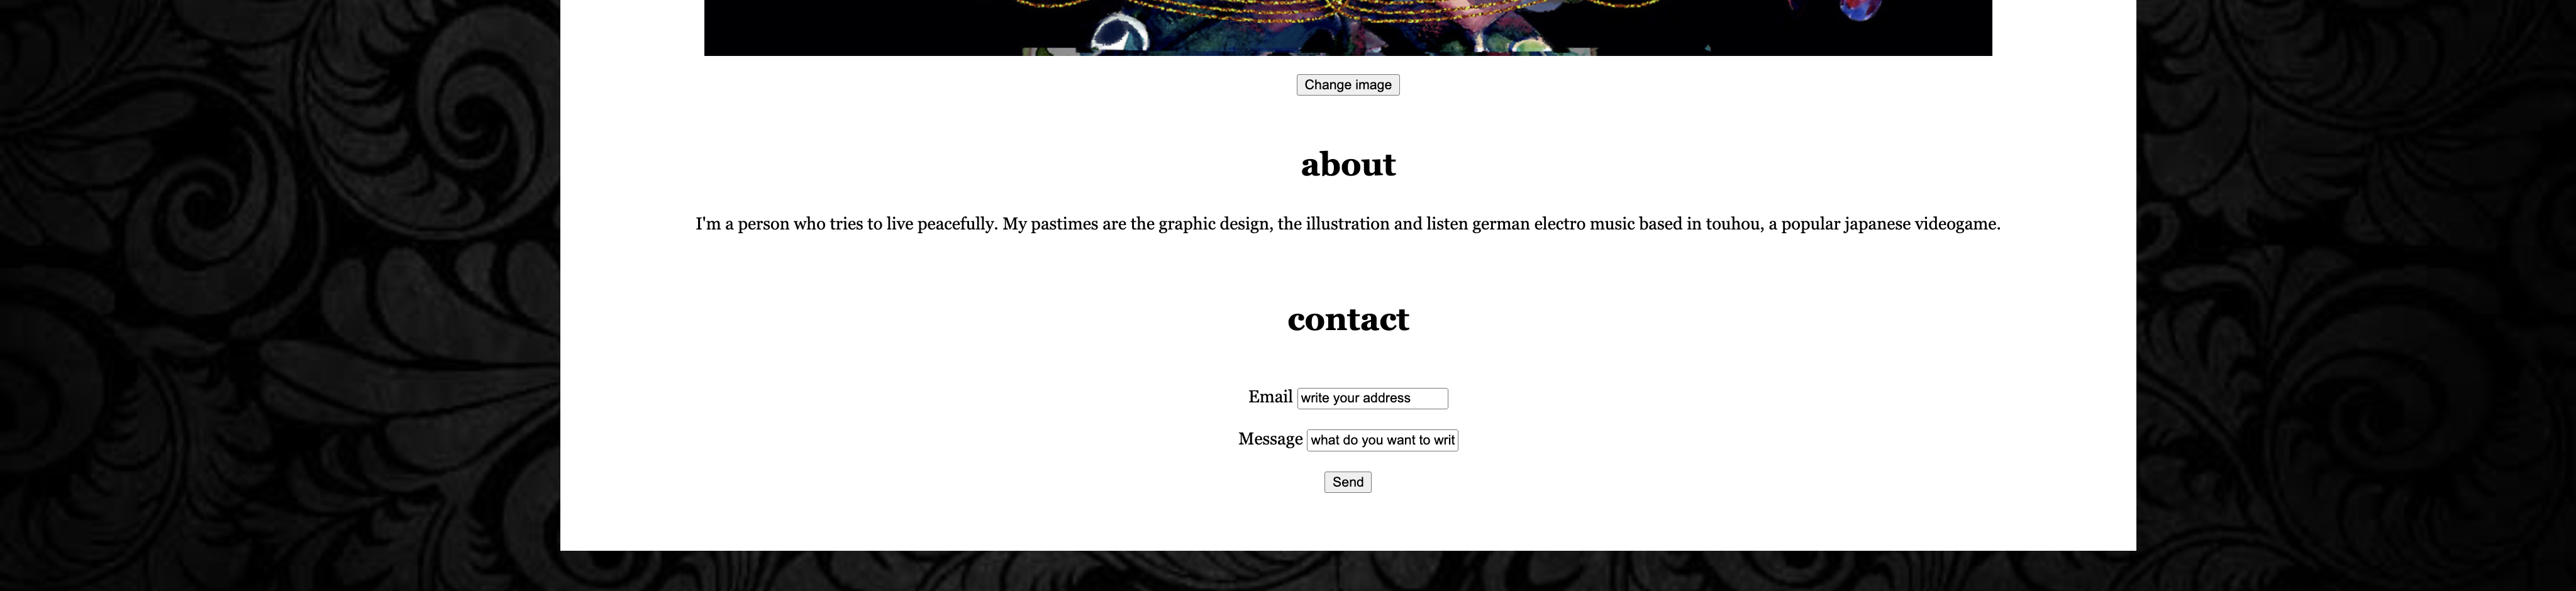 Change image
about
I'm a person who tries to live peacefully. My pastimes are the graphic design, the illustration and listen german electro music based in touhou, a popular japanese videogame.
contact
Email write your address
Message what do you want to writ
Send